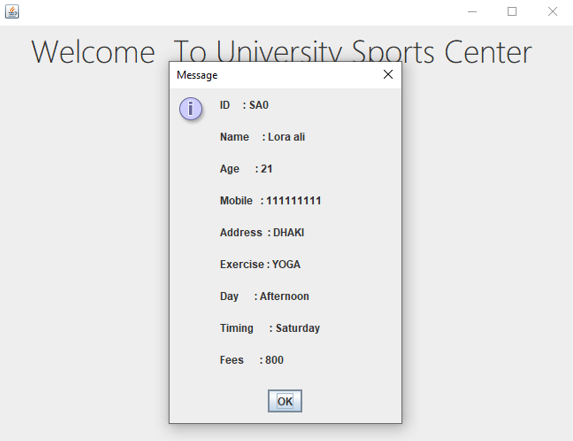 Welcome To University Sports Center
Message
i
ID : SA0
Name : Lora ali
Age : 21
Mobile : 111111111
Address : DHAKI
Exercise : YOGA
Day : Afternoon
Timing : Saturday
Fees : 800
OK